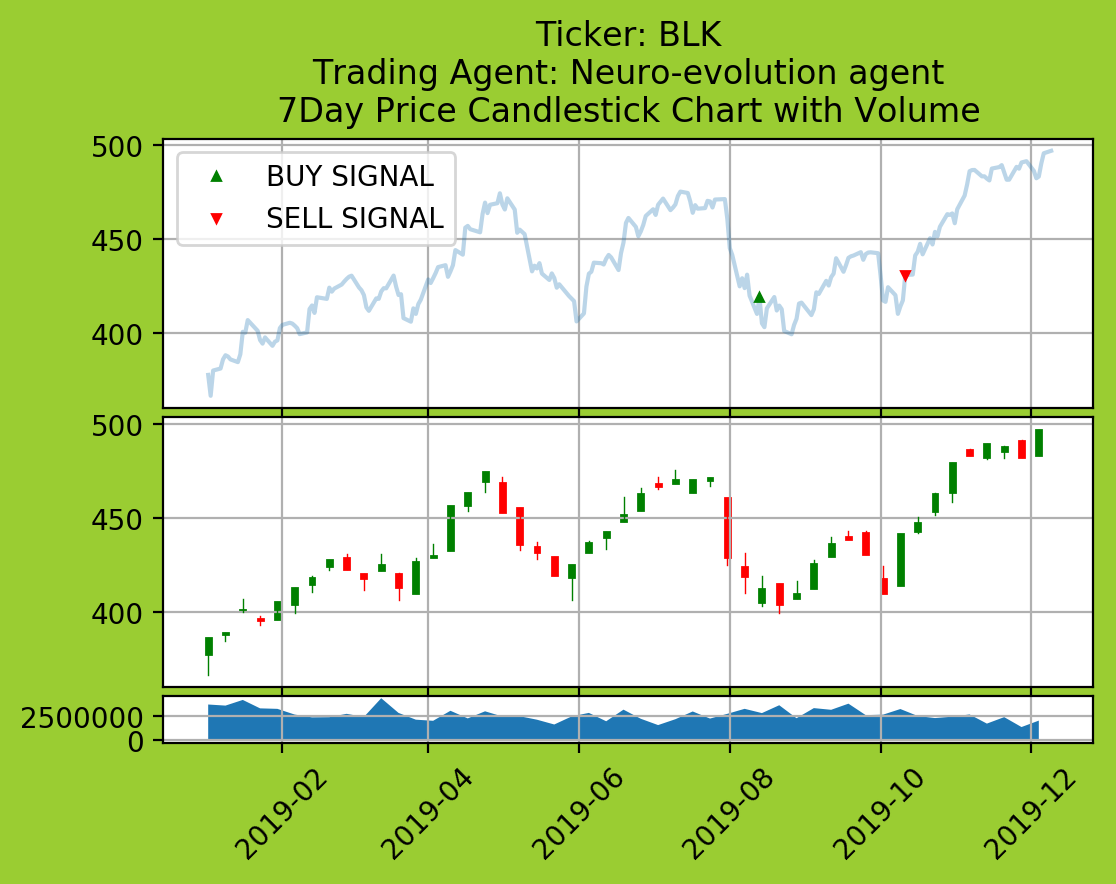 Ticker: BLK
Trading Agent: Neuro-evolution agent
7Day Price Candlestick Chart with Volume
500
450
400
BUY SIGNAL
SELL SIGNAL
500
450
400
2500000
0
2019-02
2019-04
2019-06
2019-08
2019-10
2019-12